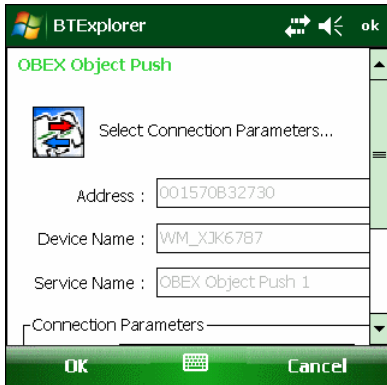 BTExplorer ok
OBEX Object Push
Select Connection Parameters...
Address : 001570B32730
Device Name : WM_XJK6787
Service Name : OBEX Object Push 1
Connection Parameters
OK Cancel